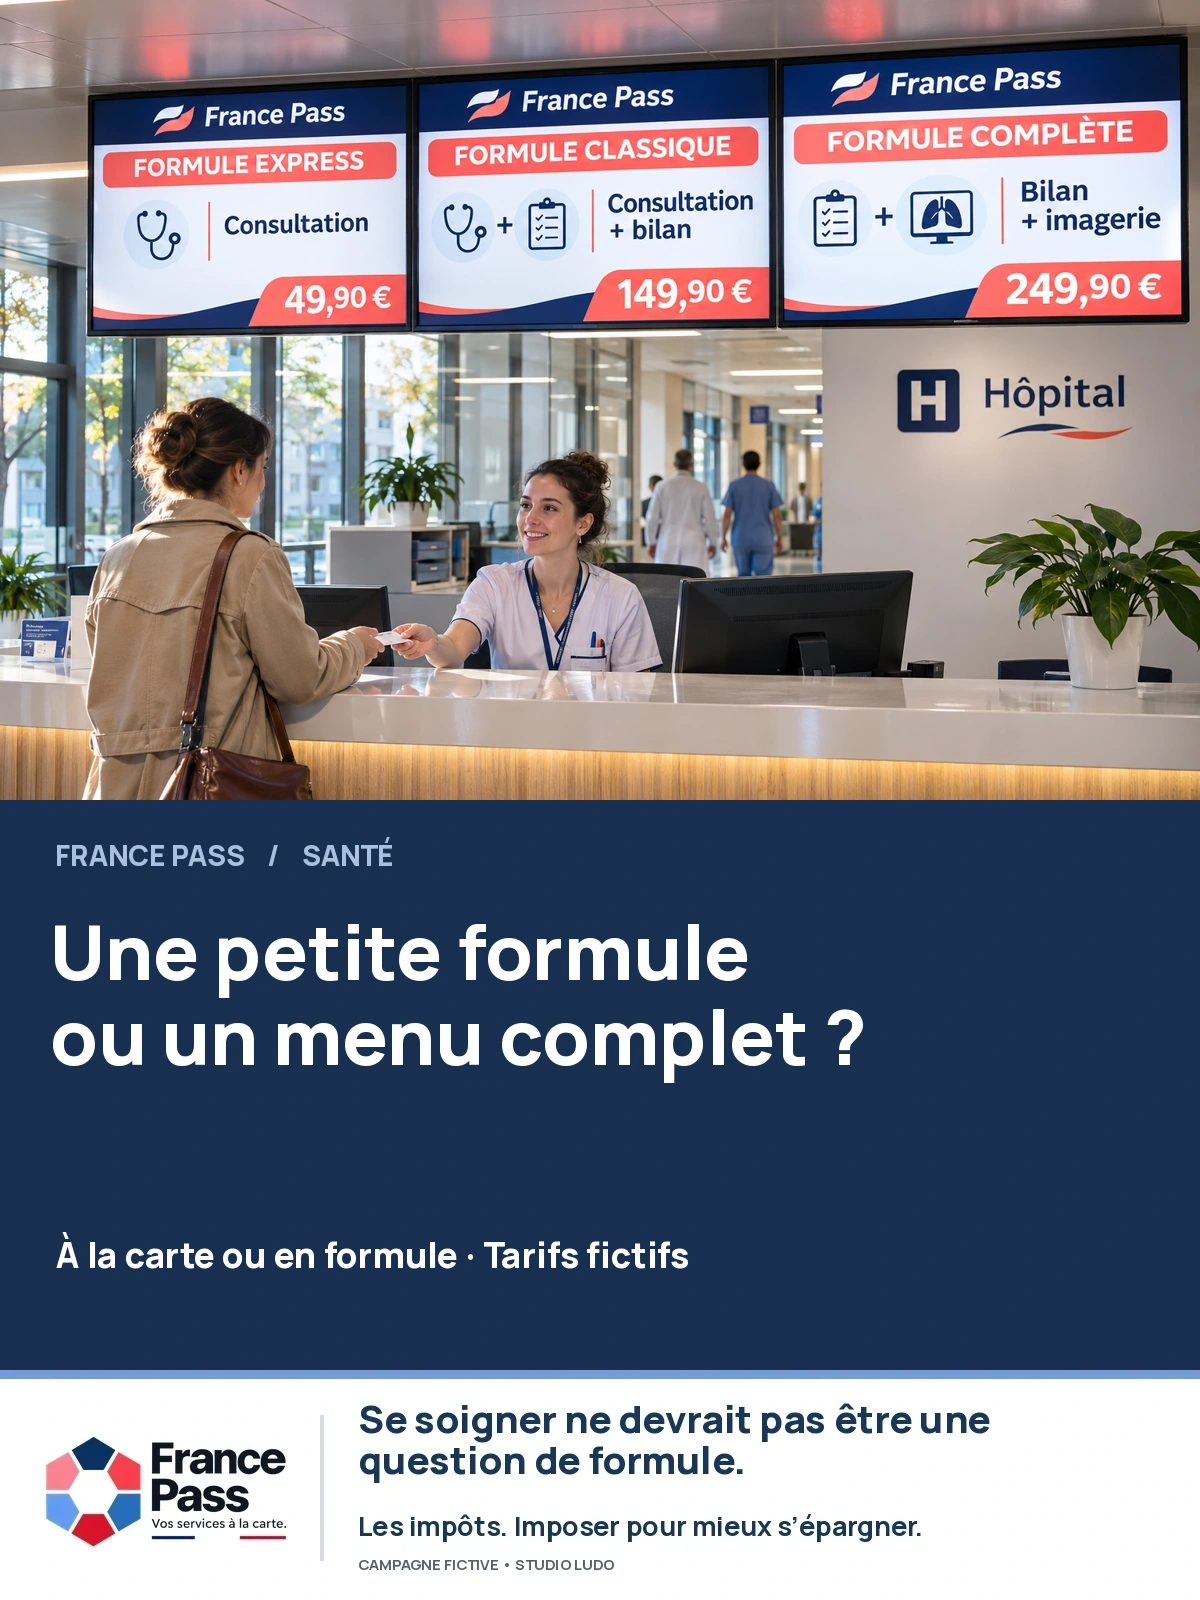 France Pass
FORMULE EXPRESS
Consultation
49,90 €
France Pass
FORMULE CLASSIQUE
Consultation
+ bilan
149,90 €
France Pass
FORMULE COMPLÈTE
Bilan
+ imagerie
249,90 €
H Hôpital
FRANCE PASS / SANTÉ
Une petite formule
ou un menu complet ?
À la carte ou en formule · Tarifs fictifs
France
Pass
Vos services à la carte.
Se soigner ne devrait pas être une
question de formule.
Les impôts. Imposer pour mieux s’épargner.
CAMPAGNE FICTIVE • STUDIO LUDO